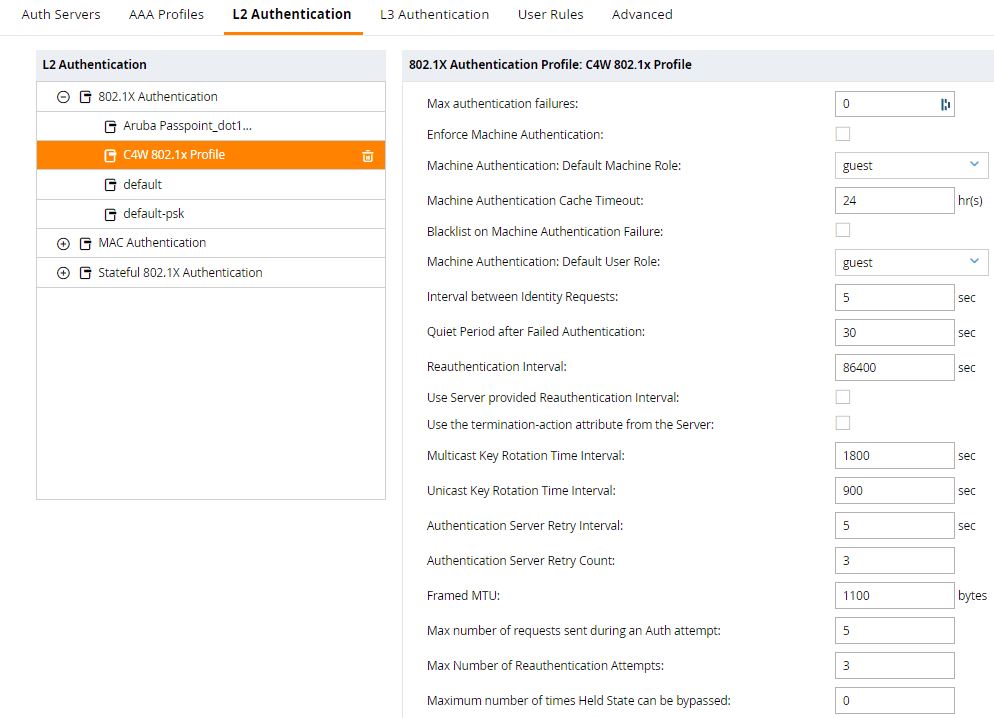 Auth Servers AAA Profiles L2 Authentication L3 Authentication User Rules Advanced
L2 Authentication
802.1X Authentication
Aruba Passpoint_dot1...
C4W 802.1x Profile
default
default-psk
MAC Authentication
Stateful 802.1X Authentication
802.1X Authentication Profile: C4W 802.1x Profile
Max authentication failures: 0
Enforce Machine Authentication:
Machine Authentication: Default Machine Role: guest
Machine Authentication Cache Timeout: 24 hr(s)
Blacklist on Machine Authentication Failure:
Machine Authentication: Default User Role: guest
Interval between Identity Requests: 5 sec
Quiet Period after Failed Authentication: 30 sec
Reauthentication Interval: 86400 sec
Use Server provided Reauthentication Interval:
Use the termination-action attribute from the Server:
Multicast Key Rotation Time Interval: 1800 sec
Unicast Key Rotation Time Interval: 900 sec
Authentication Server Retry Interval: 5 sec
Authentication Server Retry Count: 3
Framed MTU: 1100 bytes
Max number of requests sent during an Auth attempt: 5
Max Number of Reauthentication Attempts: 3
Maximum number of times Held State can be bypassed: 0